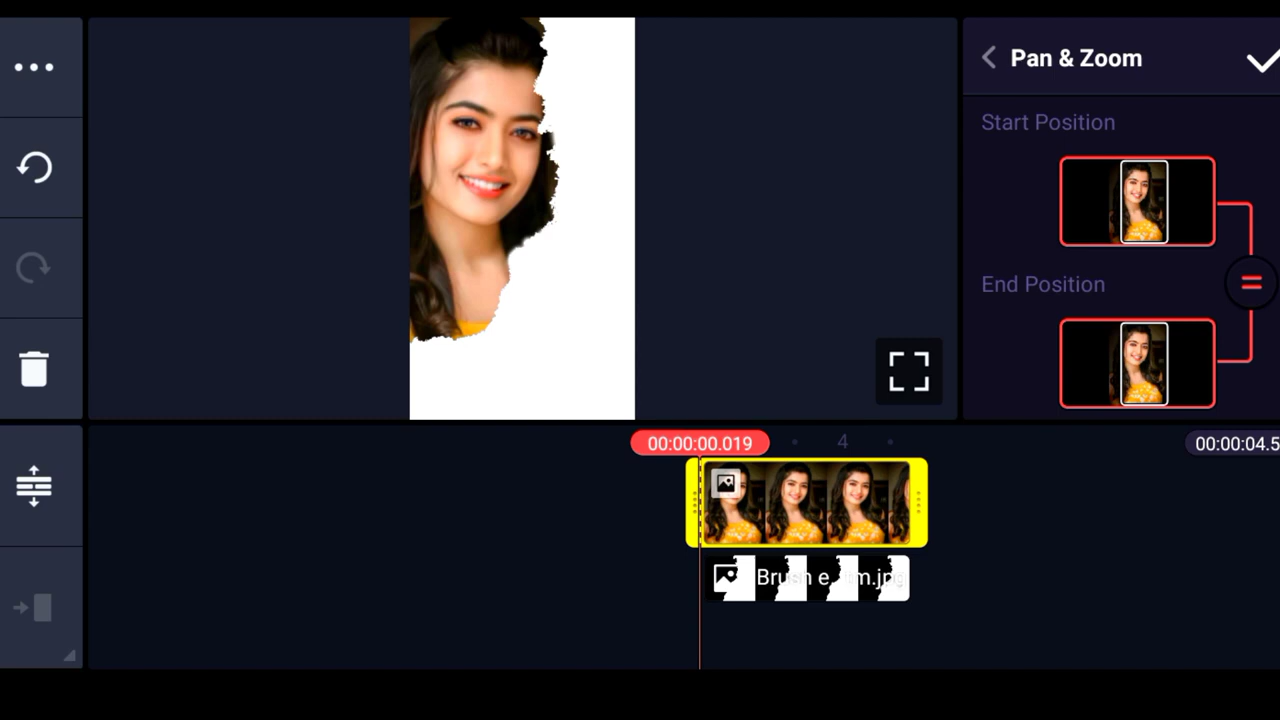 Pan & Zoom
Start Position
End Position
00:00:00.019
4
00:00:04.5
Brush e. m.jpg